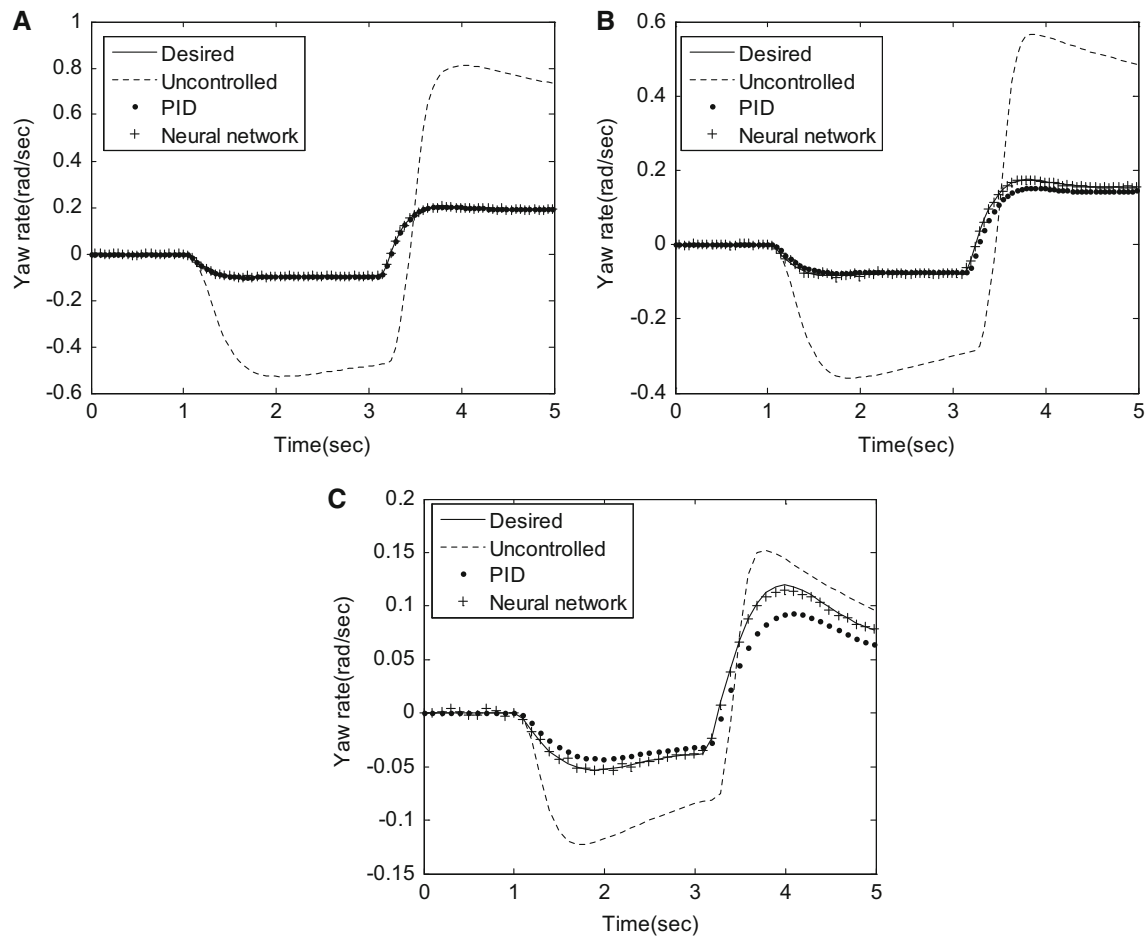 A
Desired
Uncontrolled
PID
Neural network
1
0.8
0.6
0.4
0.2
0
-0.2
-0.4
-0.6
Yaw rate(rad/sec)
0 1 2 3 4 5
Time(sec)
B
Desired
Uncontrolled
PID
Neural network
0.6
0.4
0.2
0
-0.2
-0.4
Yaw rate(rad/sec)
0 1 2 3 4 5
Time(sec)
C
Desired
Uncontrolled
PID
Neural network
0.2
0.15
0.1
0.05
0
-0.05
-0.1
-0.15
Yaw rate(rad/sec)
0 1 2 3 4 5
Time(sec)